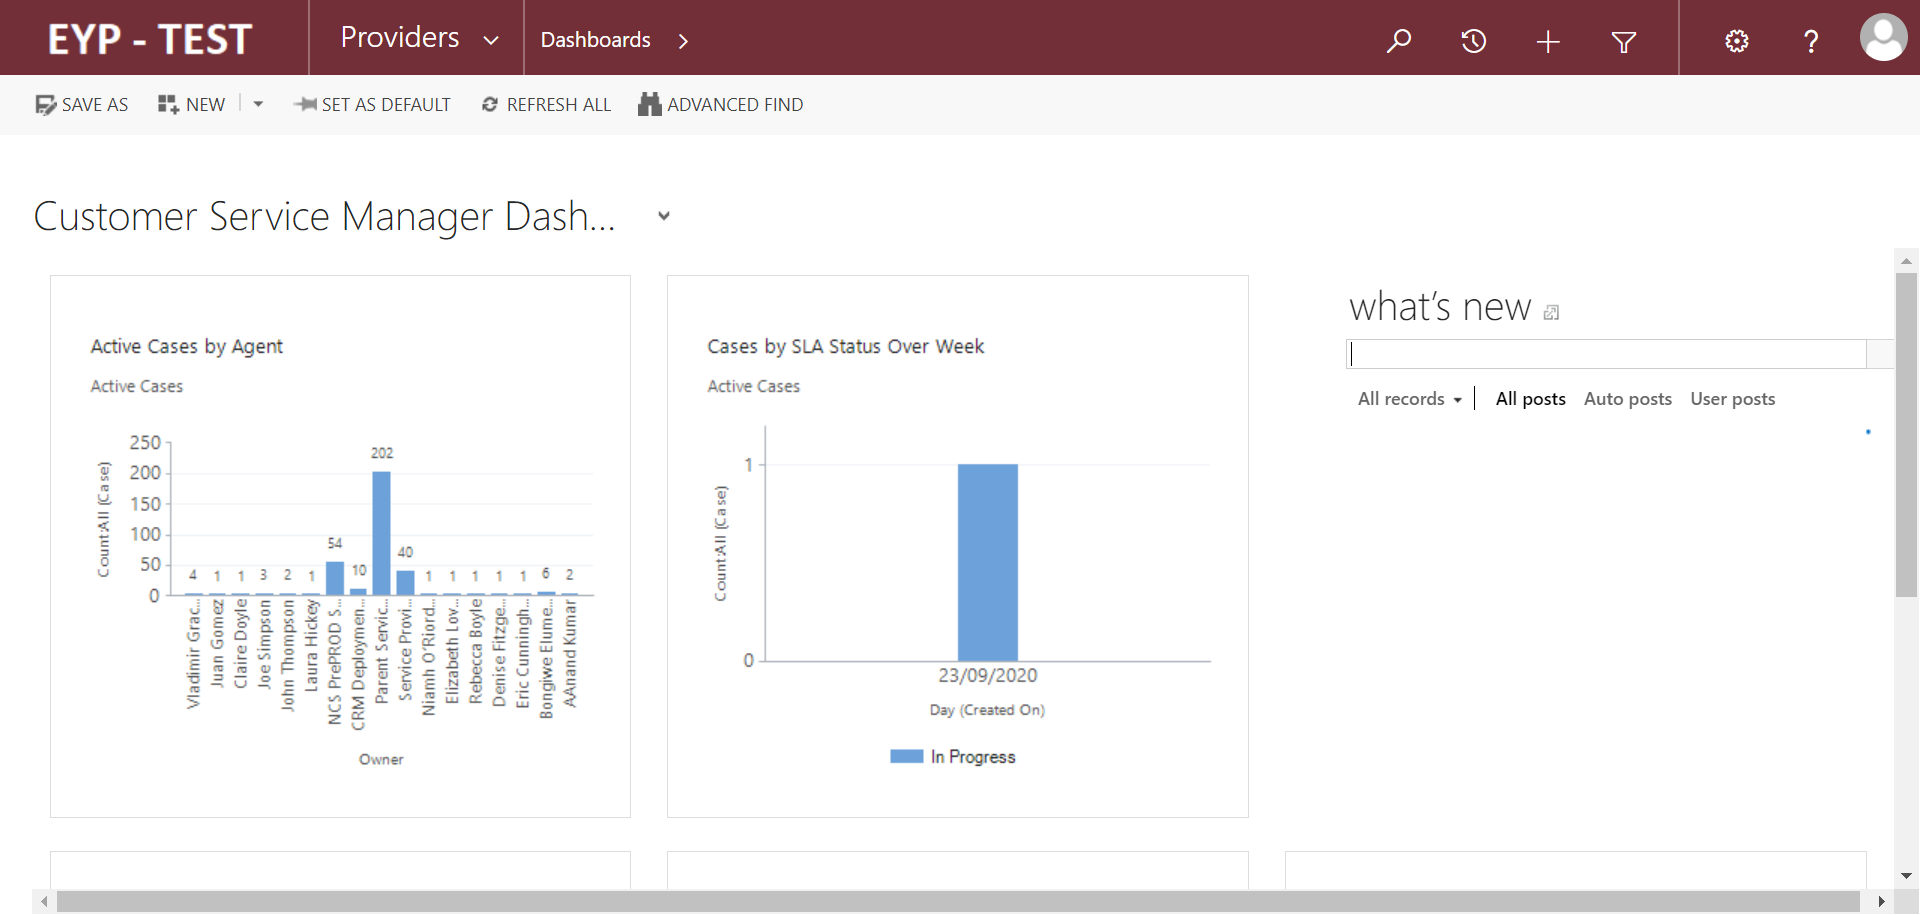 EYP - TEST
Providers
Dashboards
?
SAVE AS
NEW
SET AS DEFAULT
REFRESH ALL
ADVANCED FIND
Customer Service Manager Dash...
Active Cases by Agent
Active Cases
250
200
150
100
50
0
Count:All (Case)
4
1
1
3
2
1
54
10
202
40
1
1
1
1
1
6
2
Vladimir Grac...
Juan Gomez
Claire Doyle
Joe Simpson
John Thompson
Laura Hickey
NCS PrePROD S...
CRM Deploymen...
Parent Servic...
Service Provi...
Niamh O'Riord...
Elizabeth Lov...
Rebecca Boyle
Denise Fitzge...
Eric Cunningh...
Bongiwe Elume...
AAnand Kumar
Owner
Cases by SLA Status Over Week
Active Cases
1
0
Count:All (Case)
23/09/2020
Day (Created On)
In Progress
what's new
All records
All posts
Auto posts
User posts